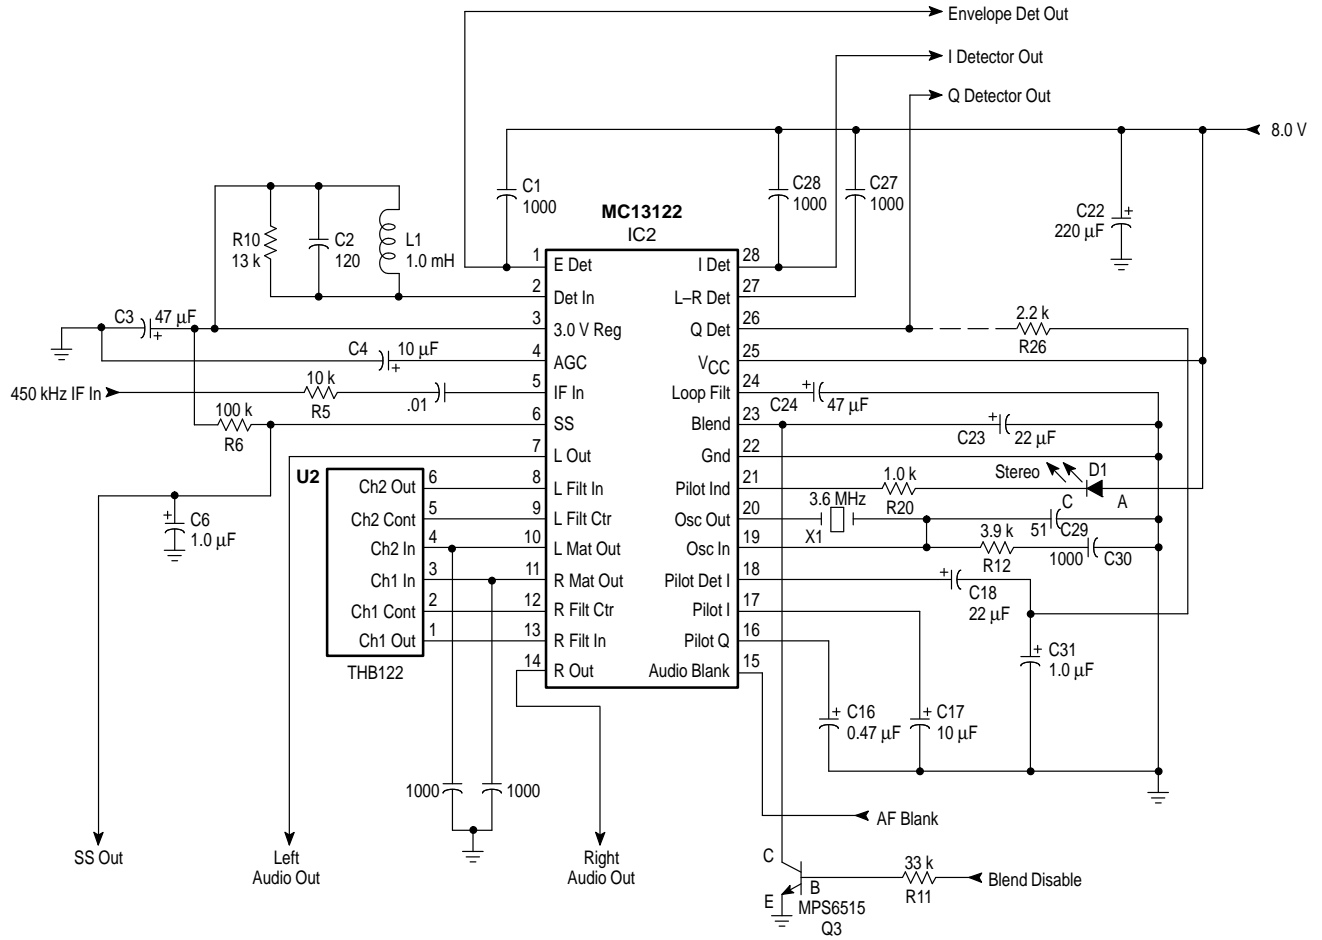 Envelope Det Out
I Detector Out
Q Detector Out
8.0 V
C1
1000
C28
1000
C27
1000
C22
+
220 µF
MC13122
IC2
R10
13 k
C2
120
L1
1.0 mH
1
E Det
I Det
28
2
Det In
L–R Det
27
3
3.0 V Reg
Q Det
26
4
AGC
VCC
25
5
IF In
Loop Filt
24
6
SS
Blend
23
7
L Out
Gnd
22
8
L Filt In
Pilot Ind
21
9
L Filt Ctr
Osc Out
20
10
L Mat Out
Osc In
19
11
R Mat Out
Pilot Det I
18
12
R Filt Ctr
Pilot I
17
13
R Filt In
Pilot Q
16
14
R Out
Audio Blank
15
C3
47 µF
+
C4
10 µF
+
450 kHz IF In
10 k
R5
.01
100 k
R6
+
C6
1.0 µF
U2
Ch2 Out
6
Ch2 Cont
5
Ch2 In
4
Ch1 In
3
Ch1 Cont
2
Ch1 Out
1
THB122
2.2 k
R26
+
C24
47 µF
+
C23
22 µF
Stereo
D1
C
A
1.0 k
R20
3.6 MHz
X1
51
C29
3.9 k
R12
1000
C30
+
C18
22 µF
+
C31
1.0 µF
+
C16
0.47 µF
+
C17
10 µF
1000
1000
AF Blank
SS Out
Left
Audio Out
Right
Audio Out
C
B
E
MPS6515
Q3
33 k
R11
Blend Disable